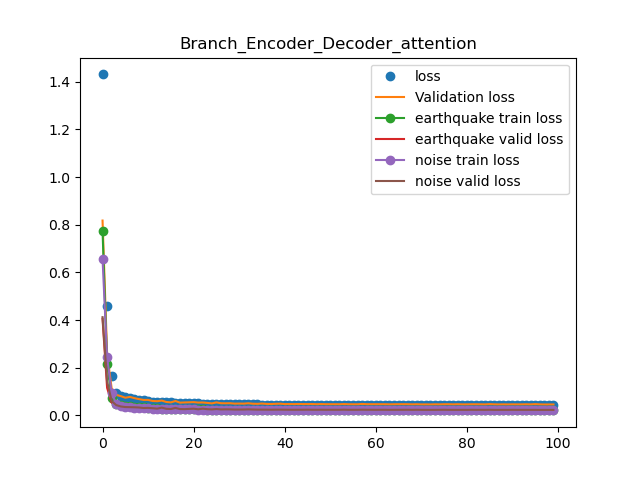 Branch_Encoder_Decoder_attention
1.4
1.2
1.0
0.8
0.6
0.4
0.2
0.0
loss
Validation loss
earthquake train loss
earthquake valid loss
noise train loss
noise valid loss
0 20 40 60 80 100